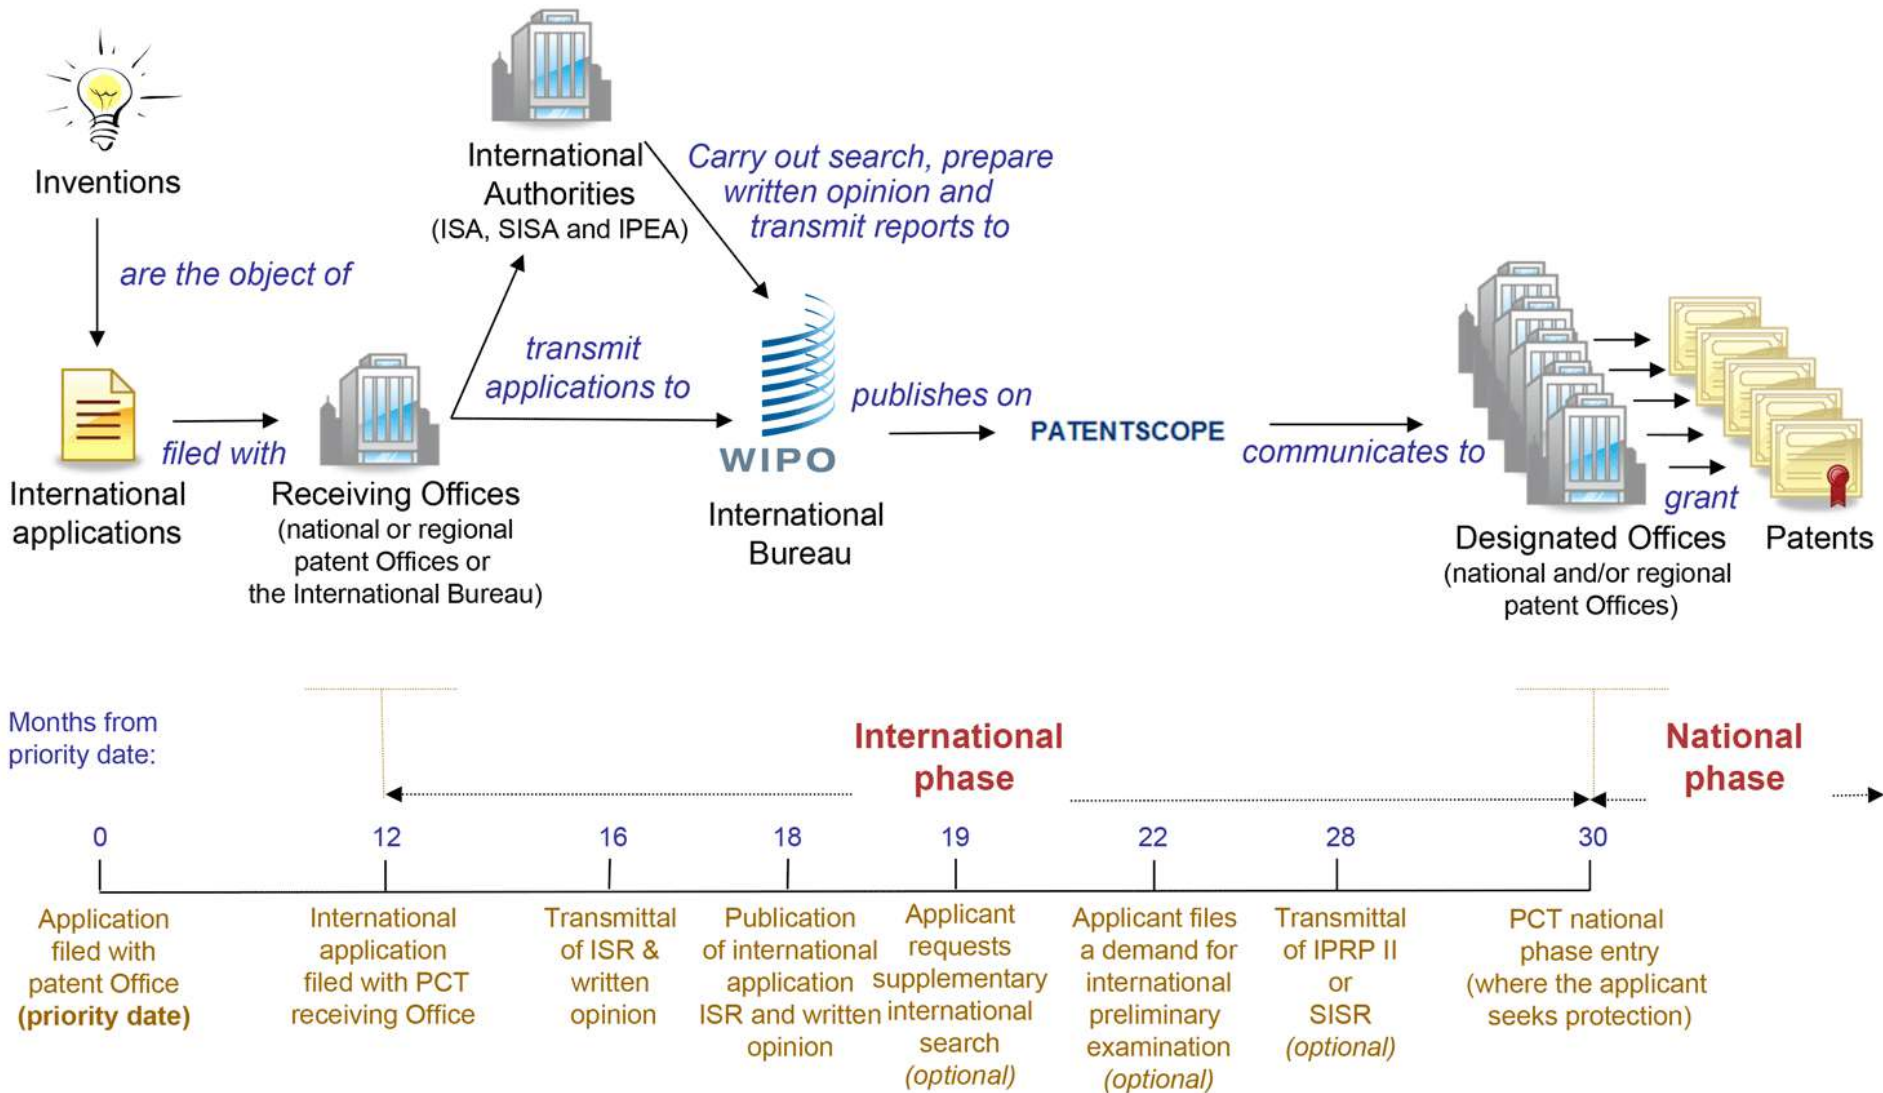 Inventions
are the object of
International
applications
filed with
Receiving Offices
(national or regional
patent Offices or
the International Bureau)
International
Authorities
(ISA, SISA and IPEA)
transmit
applications to
Carry out search, prepare
written opinion and
transmit reports to
WIPO
International
Bureau
publishes on
PATENTSCOPE
communicates to
Designated Offices
(national and/or regional
patent Offices)
grant
Patents
Months from
priority date:
International
phase
National
phase
0
12
16
18
19
22
28
30
Application
filed with
patent Office
(priority date)
International
application
filed with PCT
receiving Office
Transmittal
of ISR &
written
opinion
Publication
of international
application
ISR and written
opinion
Applicant
requests
supplementary
international
search
(optional)
Applicant files
a demand for
international
preliminary
examination
(optional)
Transmittal
of IPRP II
or
SISR
(optional)
PCT national
phase entry
(where the applicant
seeks protection)